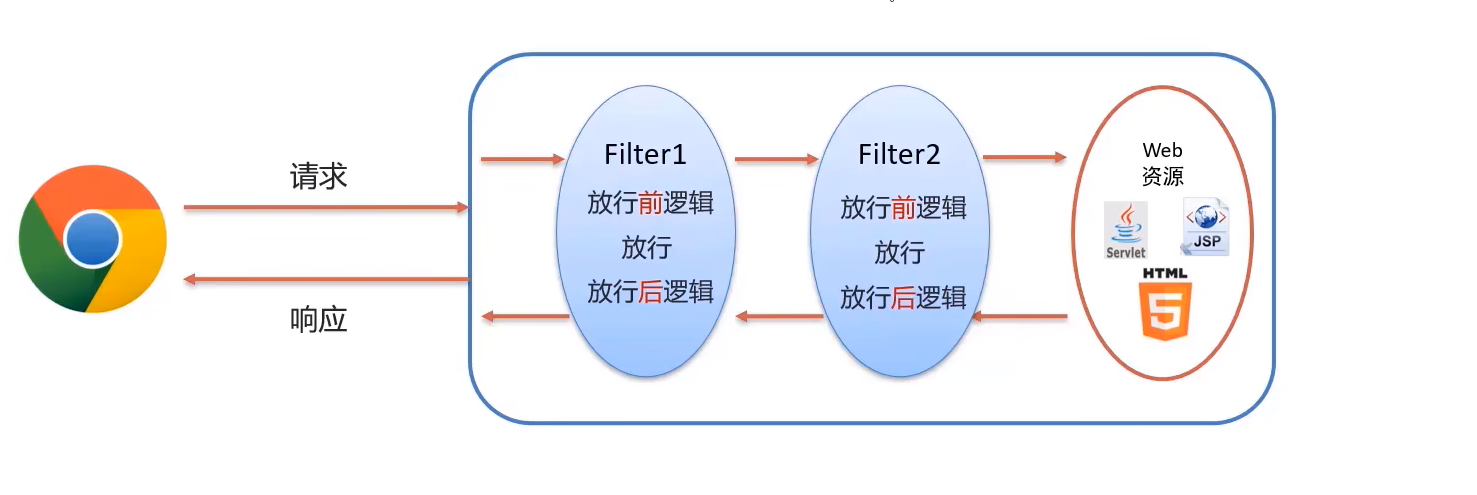 请求
响应
Filter1
放行前逻辑
放行
放行后逻辑
Filter2
放行前逻辑
放行
放行后逻辑
Web
资源
Servlet
JSP
HTML
5